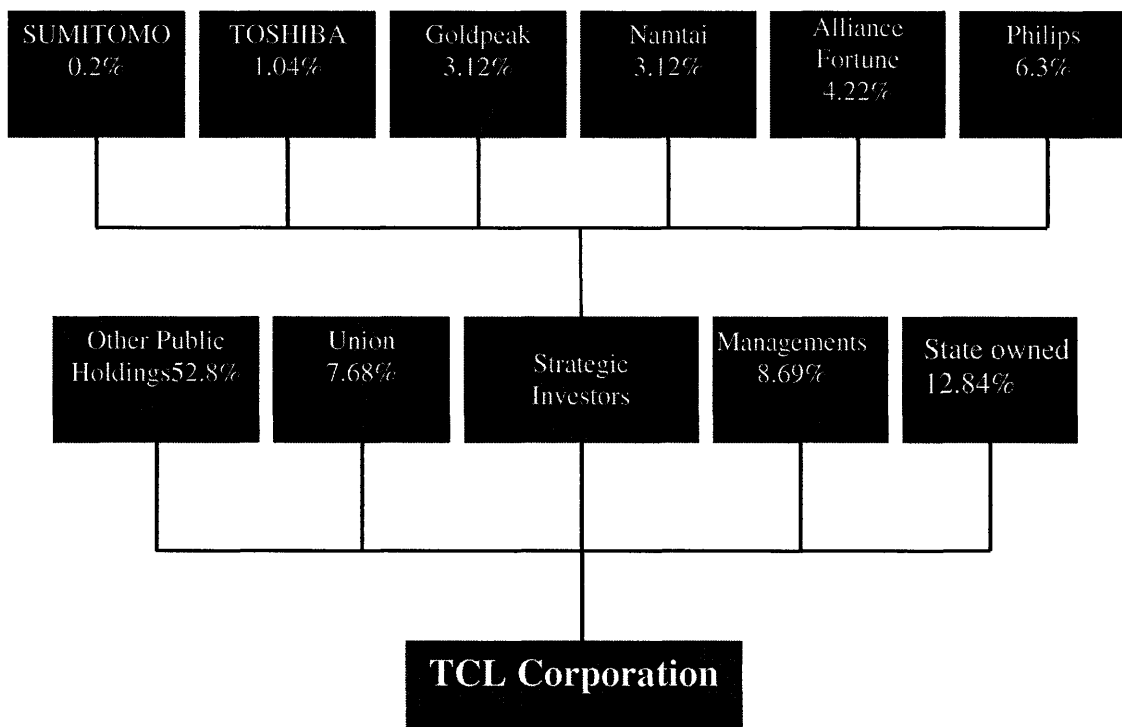 SUMITOMO
0.2%
TOSHIBA
1.04%
Goldpeak
3.12%
Namtai
3.12%
Alliance
Fortune
4.22%
Philips
6.3%
Other Public
Holdings52.8%
Union
7.68%
Strategic
Investors
Managements
8.69%
State owned
12.84%
TCL Corporation